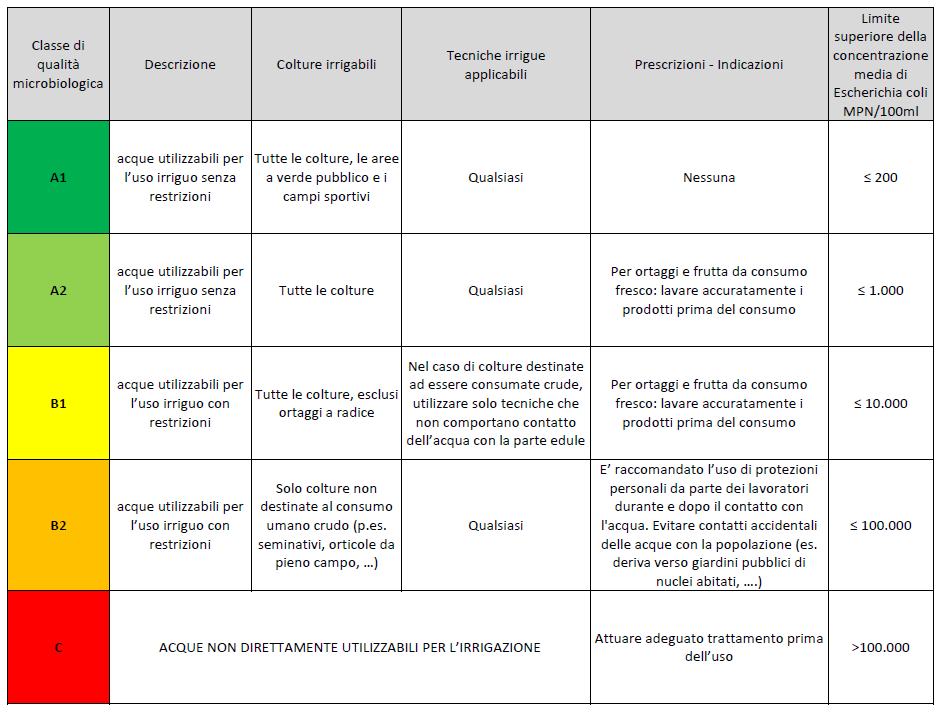 Classe di
qualità
microbiologica
Descrizione
Colture irrigabili
Tecniche irrigue
applicabili
Prescrizioni - Indicazioni
Limite
superiore della
concentrazione
media di
Escherichia coli
MPN/100ml
A1
acque utilizzabili per
l’uso irriguo senza
restrizioni
Tutte le colture, le aree
a verde pubblico e i
campi sportivi
Qualsiasi
Nessuna
≤ 200
A2
acque utilizzabili per
l’uso irriguo senza
restrizioni
Tutte le colture
Qualsiasi
Per ortaggi e frutta da consumo
fresco: lavare accuratamente i
prodotti prima del consumo
≤ 1.000
B1
acque utilizzabili per
l’uso irriguo con
restrizioni
Tutte le colture, esclusi
ortaggi a radice
Nel caso di colture destinate
ad essere consumate crude,
utilizzare solo tecniche che
non comportano contatto
dell’acqua con la parte edule
Per ortaggi e frutta da consumo
fresco: lavare accuratamente i
prodotti prima del consumo
≤ 10.000
B2
acque utilizzabili per
l’uso irriguo con
restrizioni
Solo colture non
destinate al consumo
umano crudo (p.es.
seminativi, orticole da
pieno campo, …)
Qualsiasi
E’ raccomandato l’uso di protezioni
personali da parte dei lavoratori
durante e dopo il contatto con
l'acqua. Evitare contatti accidentali
delle acque con la popolazione (es.
deriva verso giardini pubblici di
nuclei abitati, ….)
≤ 100.000
C
ACQUE NON DIRETTAMENTE UTILIZZABILI PER L’IRRIGAZIONE
Attuare adeguato trattamento prima
dell’uso
>100.000